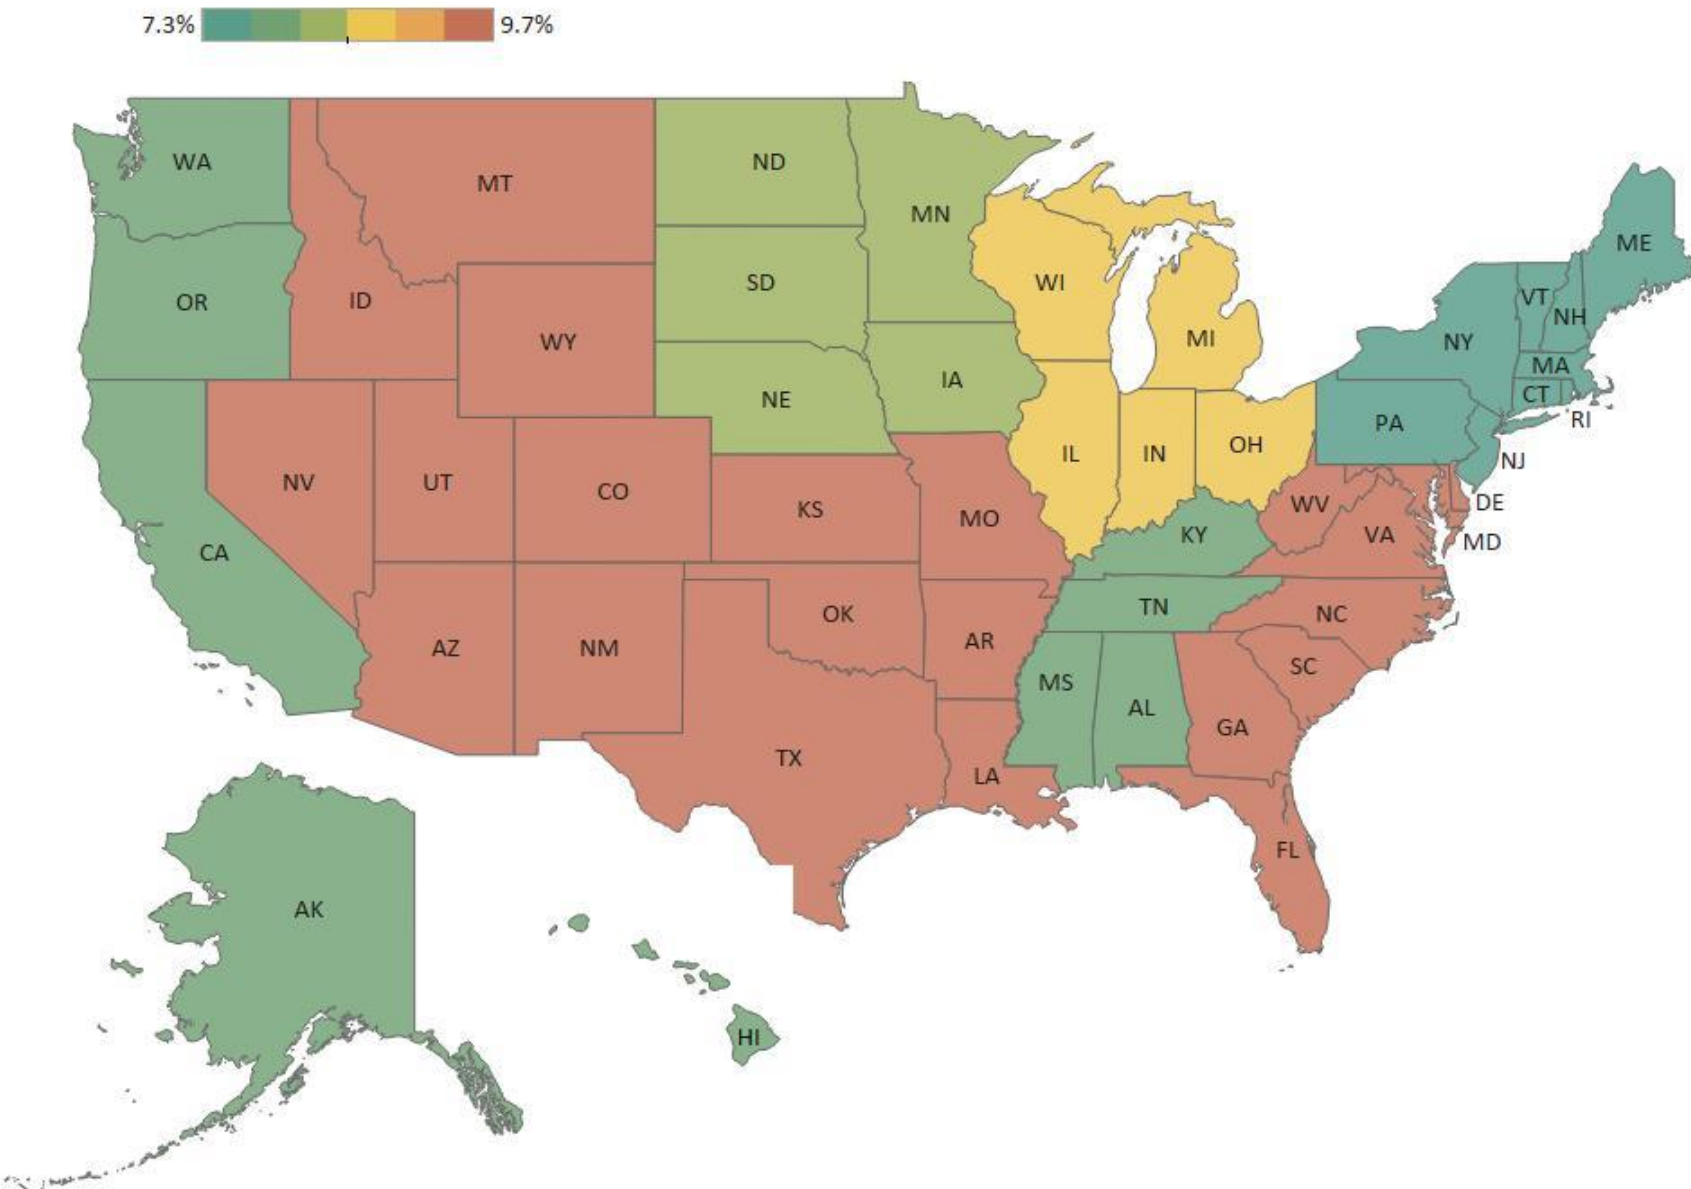 7.3% 9.7%
WA
MT
ND
MN
ME
OR
ID
SD
WI
VT
NH
WY
MI
NY
MA
NE
IA
CT
RI
PA
NV
UT
CO
KS
MO
IL
IN
OH
NJ
WV
DE
CA
KY
VA
MD
OK
TN
NC
AZ
NM
AR
SC
MS
AL
GA
TX
LA
FL
AK
HI